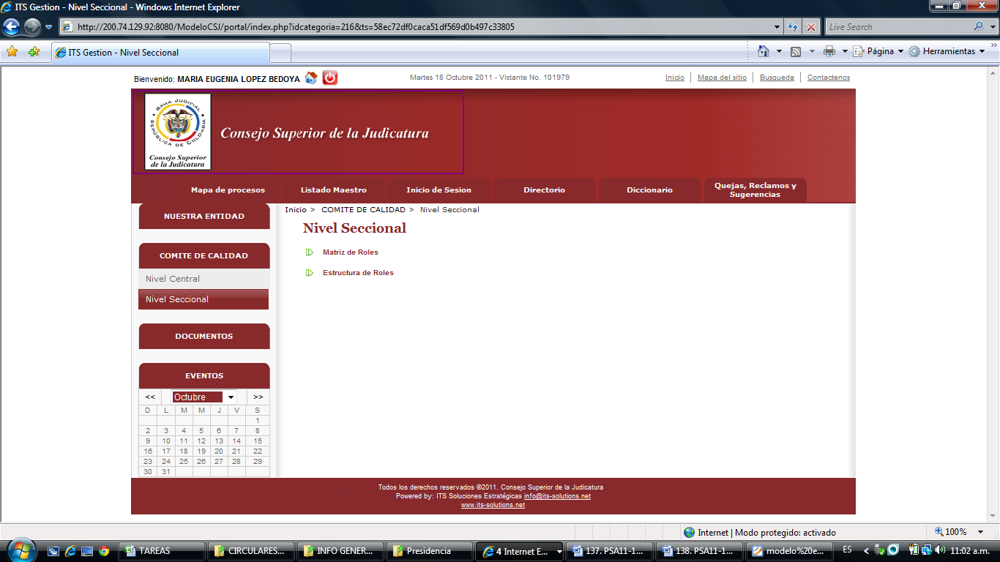 ITS Gestion - Nivel Seccional - Windows Internet Explorer
http://200.74.129.92:8080/ModeloCSJ/portal/index.php?idcategoria=216&ts=58ec72df0caca51df569d0b497c33805
Live Search
ITS Gestion - Nivel Seccional
Página
Herramientas
Bienvenido: MARIA EUGENIA LOPEZ BEDOYA
Martes 18 Octubre 2011 - Vistante No. 101979
Inicio
Mapa del sitio
Busqueda
Contactenos
RAMA JUDICIAL
REPÚBLICA DE COLOMBIA
Consejo Superior
de la Judicatura
Consejo Superior de la Judicatura
Mapa de procesos
Listado Maestro
Inicio de Sesion
Directorio
Diccionario
Quejas, Reclamos y
Sugerencias
NUESTRA ENTIDAD
COMITE DE CALIDAD
Nivel Central
Nivel Seccional
DOCUMENTOS
EVENTOS
<< Octubre >>
D L M M J V S
1
2 3 4 5 6 7 8
9 10 11 12 13 14 15
16 17 18 19 20 21 22
23 24 25 26 27 28 29
30 31
Inicio > COMITE DE CALIDAD > Nivel Seccional
Nivel Seccional
Matriz de Roles
Estructura de Roles
Todos los derechos reservados ©2011. Consejo Superior de la Judicatura
Powered by: ITS Soluciones Estratégicas info@its-solutions.net
www.its-solutions.net
Internet | Modo protegido: activado
100%
TAREAS
CIRCULARES...
INFO GENER...
Presidencia
4 Internet E...
137. PSA11-1...
138. PSA11-1...
modelo%20e...
ES
11:02 a.m.